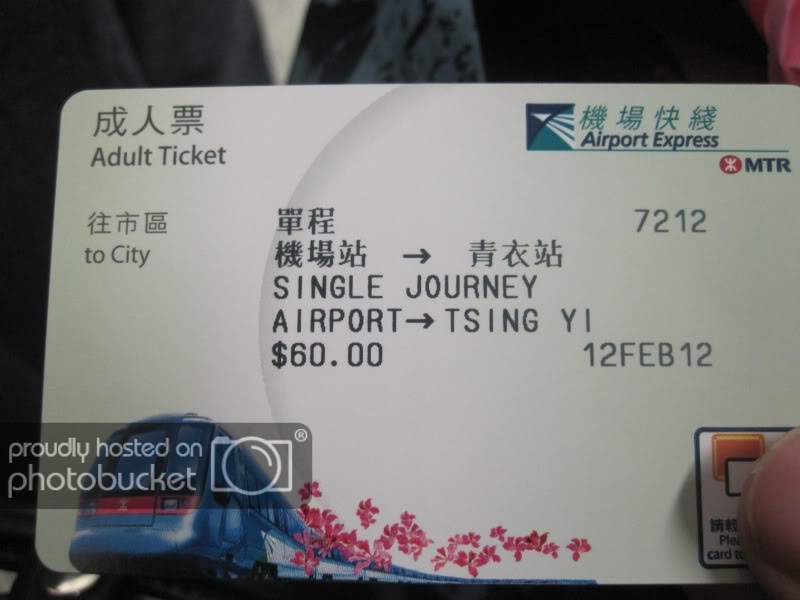 成人票
Adult Ticket
機場快綫
Airport Express
MTR
往市區
to City
單程 7212
機場站 → 青衣站
SINGLE JOURNEY
AIRPORT→TSING YI
$60.00 12FEB12
proudly hosted on
photobucket®
請輕
card to